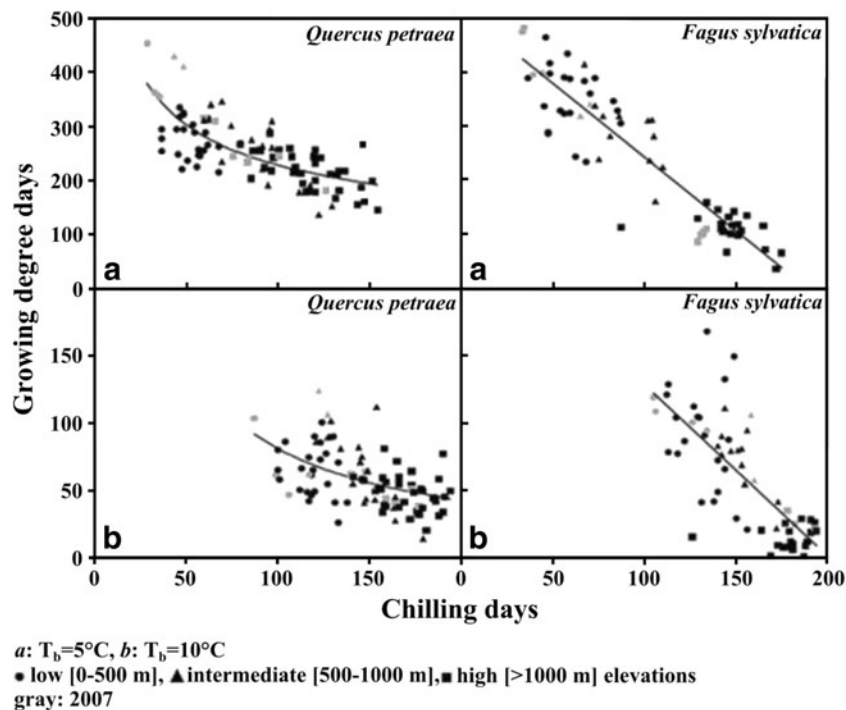 500
400
300
200
100
0
Quercus petraea
a
Fagus sylvatica
a
Growing degree days
150
100
50
0
Quercus petraea
b
Fagus sylvatica
b
0 50 100 150 0 50 100 150 200
Chilling days
a: Tb=5°C, b: Tb=10°C
● low [0-500 m], ▲ intermediate [500-1000 m], ■ high [>1000 m] elevations
gray: 2007